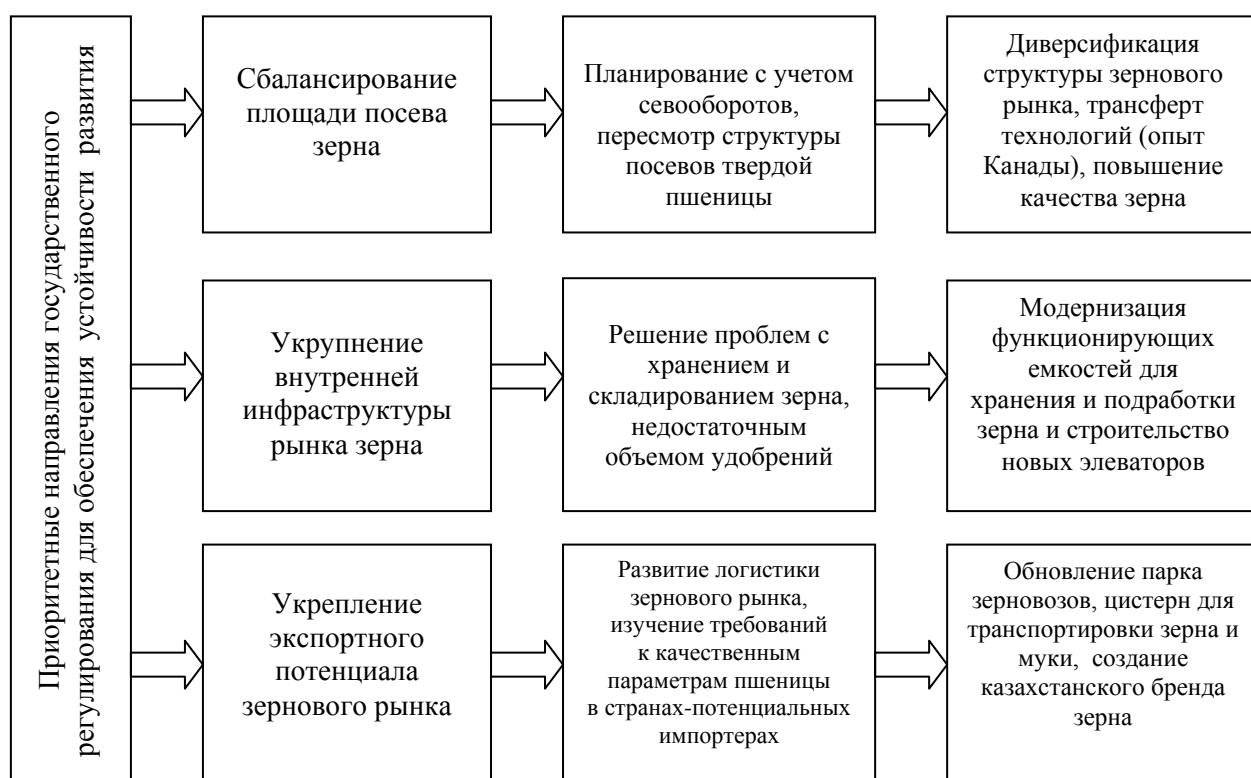 Приоритетные направления государственного
регулирования для обеспечения устойчивости развития
Сбалансирование
площади посева
зерна
Планирование с учетом
севооборотов,
пересмотр структуры
посевов твердой
пшеницы
Диверсификация
структуры зернового
рынка, трансферт
технологий (опыт
Канады), повышение
качества зерна
Укрупнение
внутренней
инфраструктуры
рынка зерна
Решение проблем с
хранением и
складированием зерна,
недостаточным
объемом удобрений
Модернизация
функционирующих
емкостей для
хранения и подработки
зерна и строительство
новых элеваторов
Укрепление
экспортного
потенциала
зернового рынка
Развитие логистики
зернового рынка,
изучение требований
к качественным
параметрам пшеницы
в странах-потенциальных
импортерах
Обновление парка
зерновозов, цистерн для
транспортировки зерна и
муки, создание
казахстанского бренда
зерна